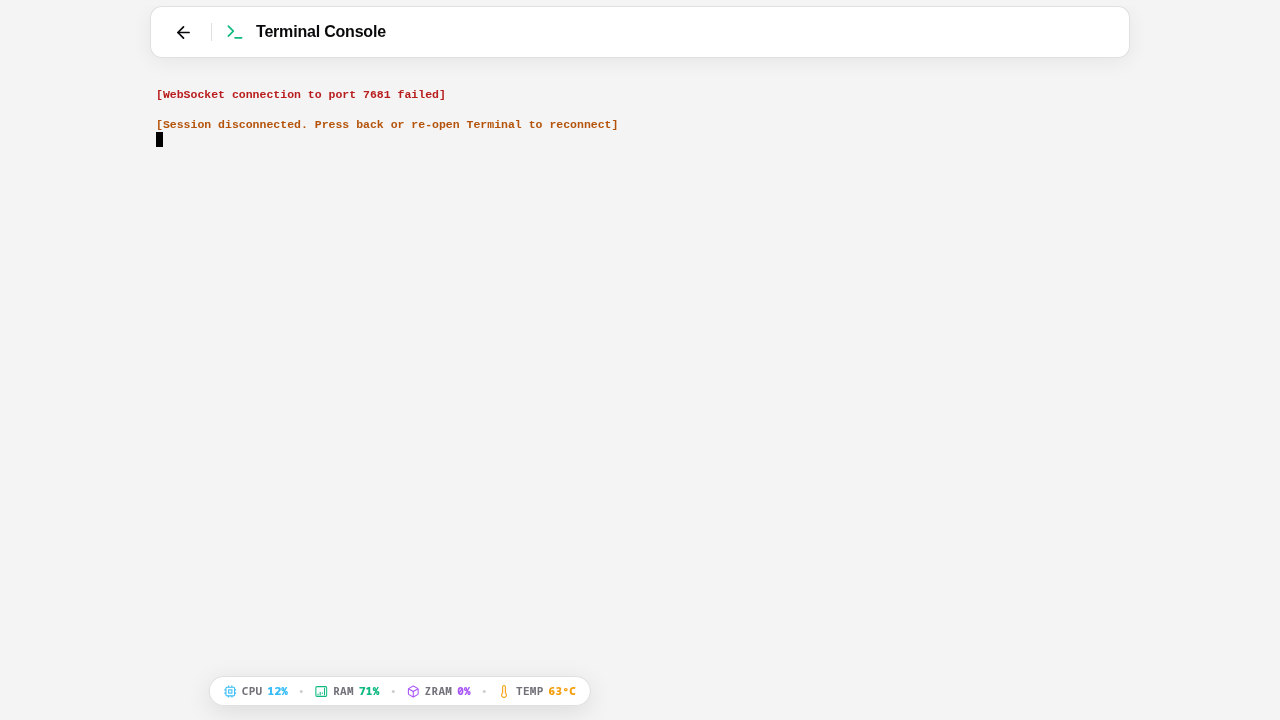 Terminal Console
[WebSocket connection to port 7681 failed]
[Session disconnected. Press back or re-open Terminal to reconnect]
CPU 12% • RAM 71% • ZRAM 0% • TEMP 63°C